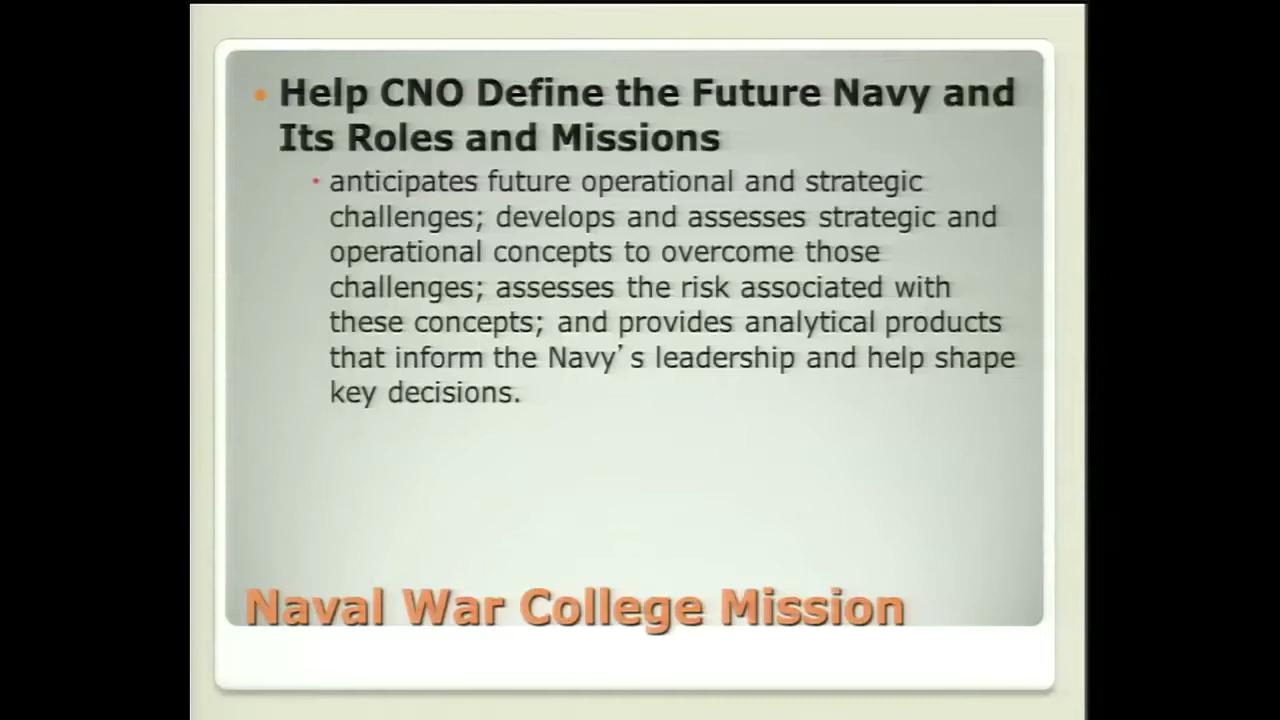 • Help CNO Define the Future Navy and
Its Roles and Missions
• anticipates future operational and strategic
challenges; develops and assesses strategic and
operational concepts to overcome those
challenges; assesses the risk associated with
these concepts; and provides analytical products
that inform the Navy’s leadership and help shape
key decisions.
Naval War College Mission